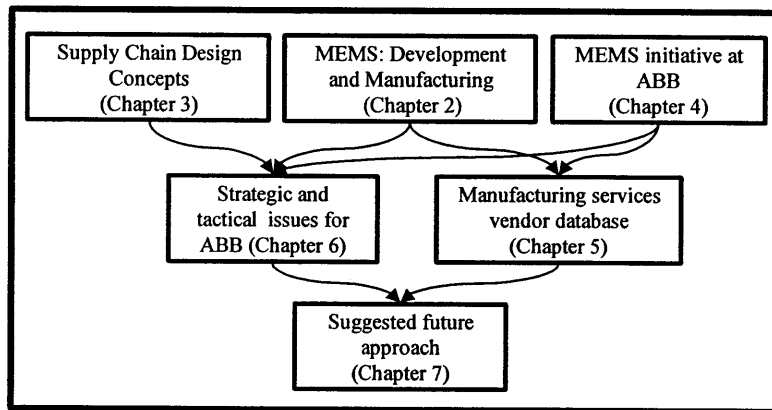 Supply Chain Design
Concepts
(Chapter 3)
MEMS: Development
and Manufacturing
(Chapter 2)
MEMS initiative at
ABB
(Chapter 4)
Strategic and
tactical issues for
ABB (Chapter 6)
Manufacturing services
vendor database
(Chapter 5)
Suggested future
approach
(Chapter 7)